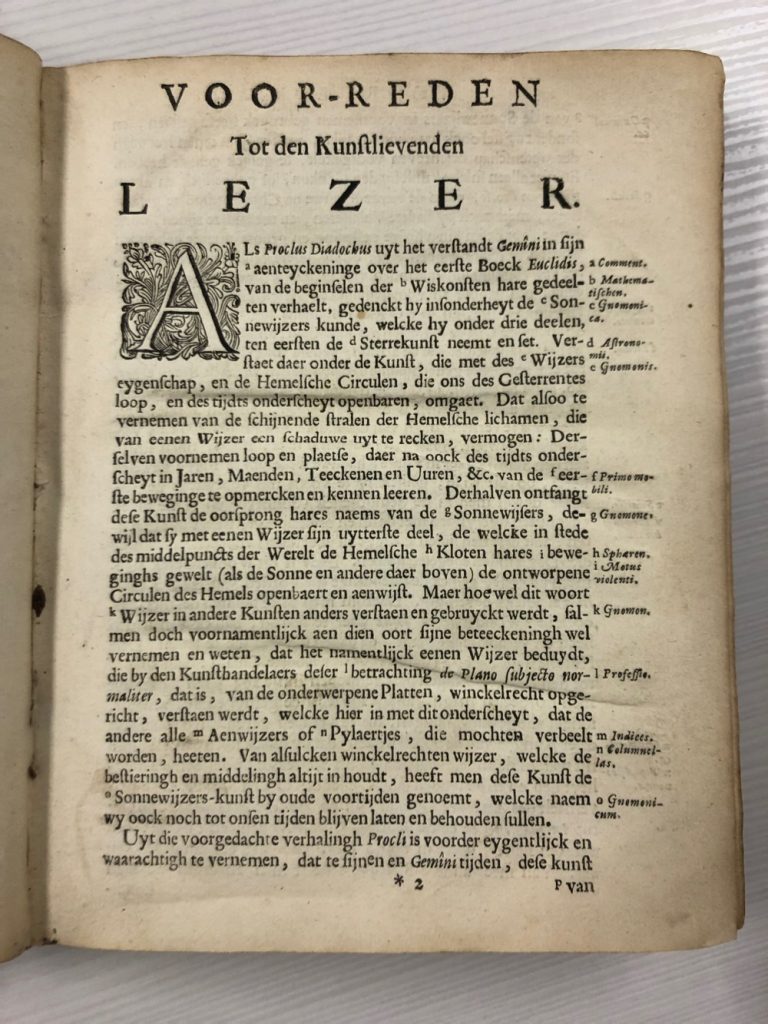 VOOR-REDEN
Tot den Kunſtlievenden
LEZER.
ALs Proclus Diadochus uyt het verſtandt Gemîni in ſijn
a aenteyckeninge over het eerſte Boeck Euclidis, a Comment.
van de beginſelen der b Wiskonſten hare gedeel- b Mathema-
tiſchen.
ten verhaelt, gedenckt hy inſonderheyt de c Son- c Gnomoni-
ca.
newijzers kunde, welcke hy onder drie deelen,
ten eerſten de d Sterrekunſt neemt en ſet. Ver- d Aſtrono-
mii.
ſtaet daer onder de Kunſt, die met des e Wijzers e Gnomonis.
eygenſchap, en de Hemelſche Circulen, die ons des Geſterrentes
loop, en des tijdts onderſcheyt openbaren, omgaet. Dat alſoo te
vernemen van de ſchijnende ſtralen der Hemelſche lichamen, die
van eenen Wijzer een ſchaduwe uyt te recken, vermogen: Der-
ſelven voornemen loop en plaetſe, daer na oock des tijdts onder-
ſcheyt in Jaren, Maenden, Teeckenen en Uuren, &c. van de f eer- f Primo mo-
bili.
ſte beweginge te opmercken en kennen leeren. Derhalven ontfangt
deſe Kunſt de oorſprong hares naems van de g Sonnewijſers, de- g Gnomone.
wijl dat ſy met eenen Wijzer ſijn uytterſte deel, de welcke in ſtede
des middelpuncts der Werelt de Hemelſche h Kloten hares i bewe- h Sphæren.
i Motus
violenti.
ginghs gewelt (als de Sonne en andere daer boven) de ontworpene
Circulen des Hemels openbaert en aenwijſt. Maer hoe wel dit woort
k Wijzer in andere Kunſten anders verſtaen en gebruyckt werdt, ſal- k Gnomon.
men doch voornamentlijck aen dien oort ſijne beteeckeningh wel
vernemen en weten, dat het namentlijck eenen Wijzer beduydt,
die by den Kunſthandelaers deſer l betrachting de Plano ſubjecto nor- l Profeſſio.
maliter, dat is, van de onderwerpene Platten, winckelrecht opge-
richt, verſtaen werdt, welcke hier in met dit onderſcheyt, dat de
andere alle m Aenwijzers of n Pylaertjes, die mochten verbeelt m Indices.
n Columnel-
las.
worden, heeten. Van alſulcken winckelrechten wijzer, welcke de
beſtieringh en middelingh altijt in houdt, heeft men deſe Kunſt de
o Sonnewijzers-kunſt by oude voortijden genoemt, welcke naem o Gnomoni-
cum.
wy oock noch tot onſen tijden blijven laten en behouden ſullen.
Uyt die voorgedachte verhalingh Procli is voorder eygentlijck en
waarachtigh te vernemen, dat te ſijnen en Gemîni tijden, deſe kunſt
* 2 P van